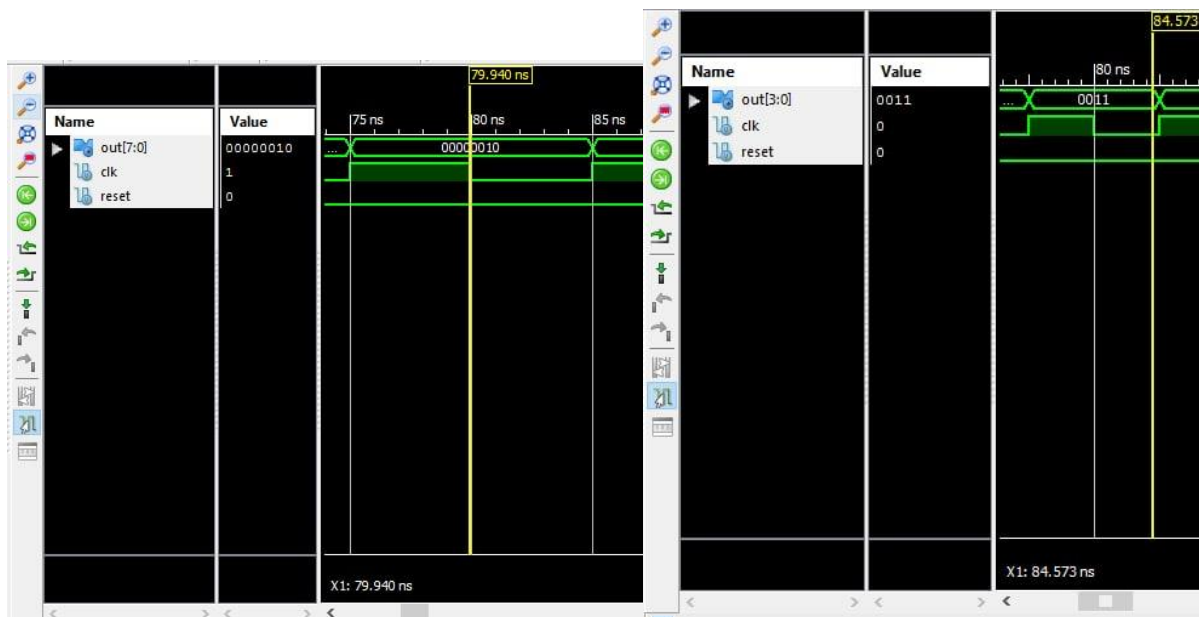 79.940 ns
Name
Value
75 ns
80 ns
85 ns
out[7:0]
00000010
...
00000010
clk
1
reset
0
X1: 79.940 ns
84.573
Name
Value
80 ns
out[3:0]
0011
...
0011
clk
0
reset
0
X1: 84.573 ns